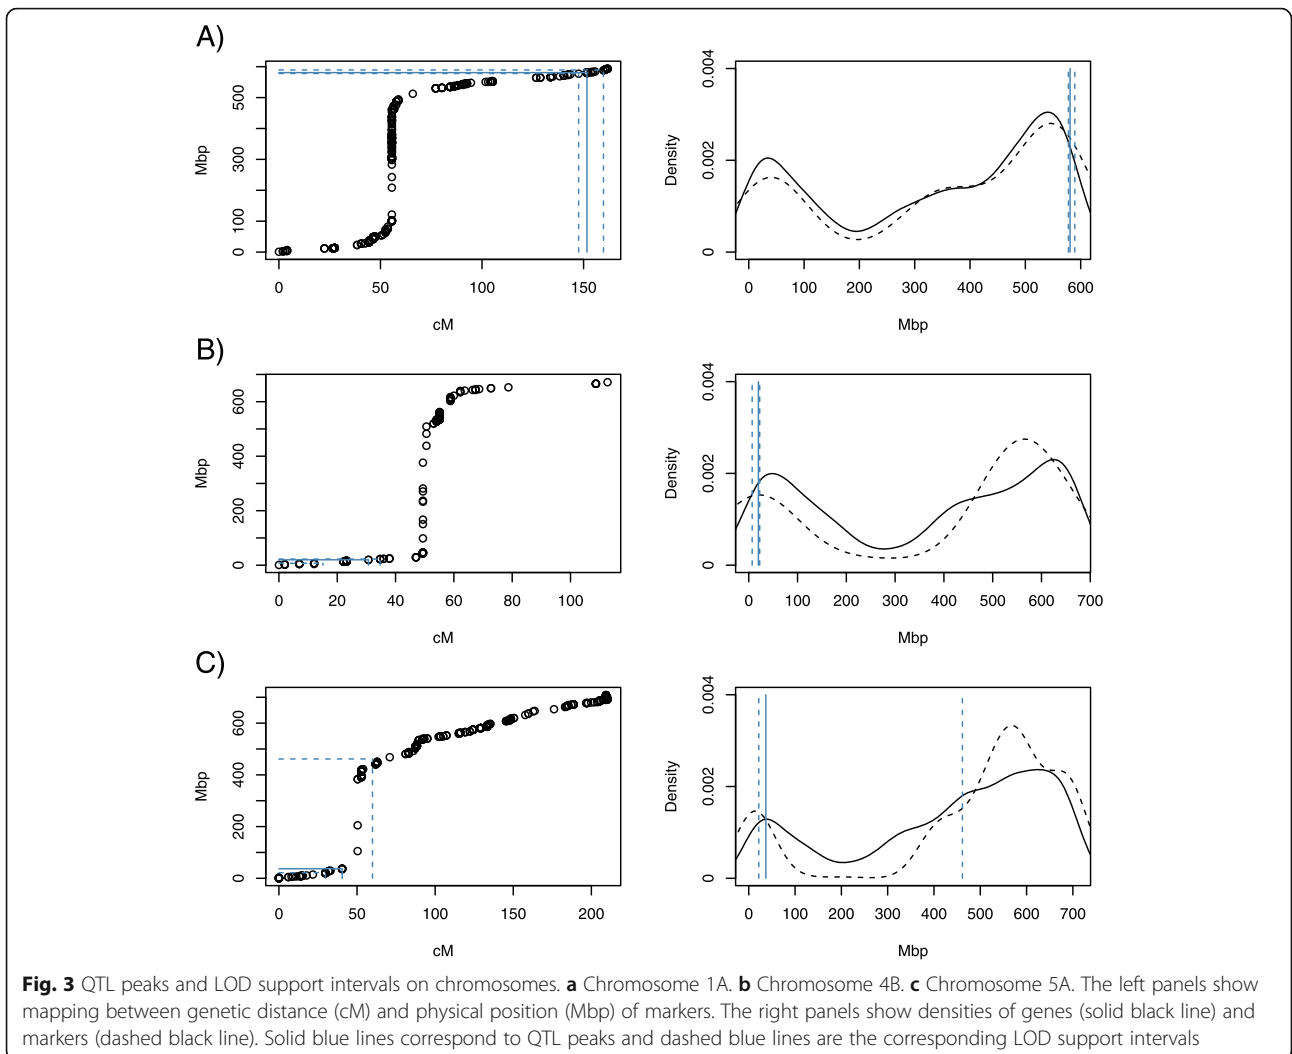 A)
Mbp
500
300
100
0
0 50 100 150
cM
Density
0.004
0.002
0
0 100 200 300 400 500 600
Mbp
B)
Mbp
600
400
200
0
0 20 40 60 80 100
cM
Density
0.004
0.002
0
0 100 200 300 400 500 600 700
Mbp
C)
Mbp
600
400
200
0
0 50 100 150 200
cM
Density
0.004
0.002
0
0 100 200 300 400 500 600 700
Mbp
Fig. 3 QTL peaks and LOD support intervals on chromosomes. a Chromosome 1A. b Chromosome 4B. c Chromosome 5A. The left panels show
mapping between genetic distance (cM) and physical position (Mbp) of markers. The right panels show densities of genes (solid black line) and
markers (dashed black line). Solid blue lines correspond to QTL peaks and dashed blue lines are the corresponding LOD support intervals